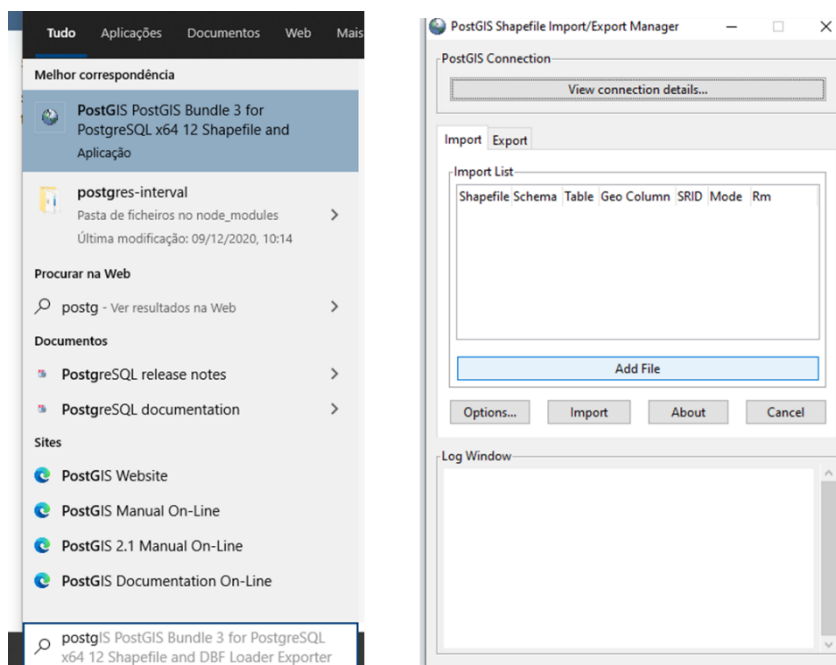 Tudo Aplicações Documentos Web Mais
Melhor correspondência
PostGIS PostGIS Bundle 3 for
PostgreSQL x64 12 Shapefile and
Aplicação
postgres-interval
Pasta de ficheiros no node_modules
Última modificação: 09/12/2020, 10:14
Procurar na Web
postg - Ver resultados na Web
Documentos
PostgreSQL release notes
PostgreSQL documentation
Sites
PostGIS Website
PostGIS Manual On-Line
PostGIS 2.1 Manual On-Line
PostGIS Documentation On-Line
postgIS PostGIS Bundle 3 for PostgreSQL
x64 12 Shapefile and DBF Loader Exporter
PostGIS Shapefile Import/Export Manager
PostGIS Connection
View connection details...
Import Export
Import List
Shapefile Schema Table Geo Column SRID Mode Rm
Add File
Options... Import About Cancel
Log Window